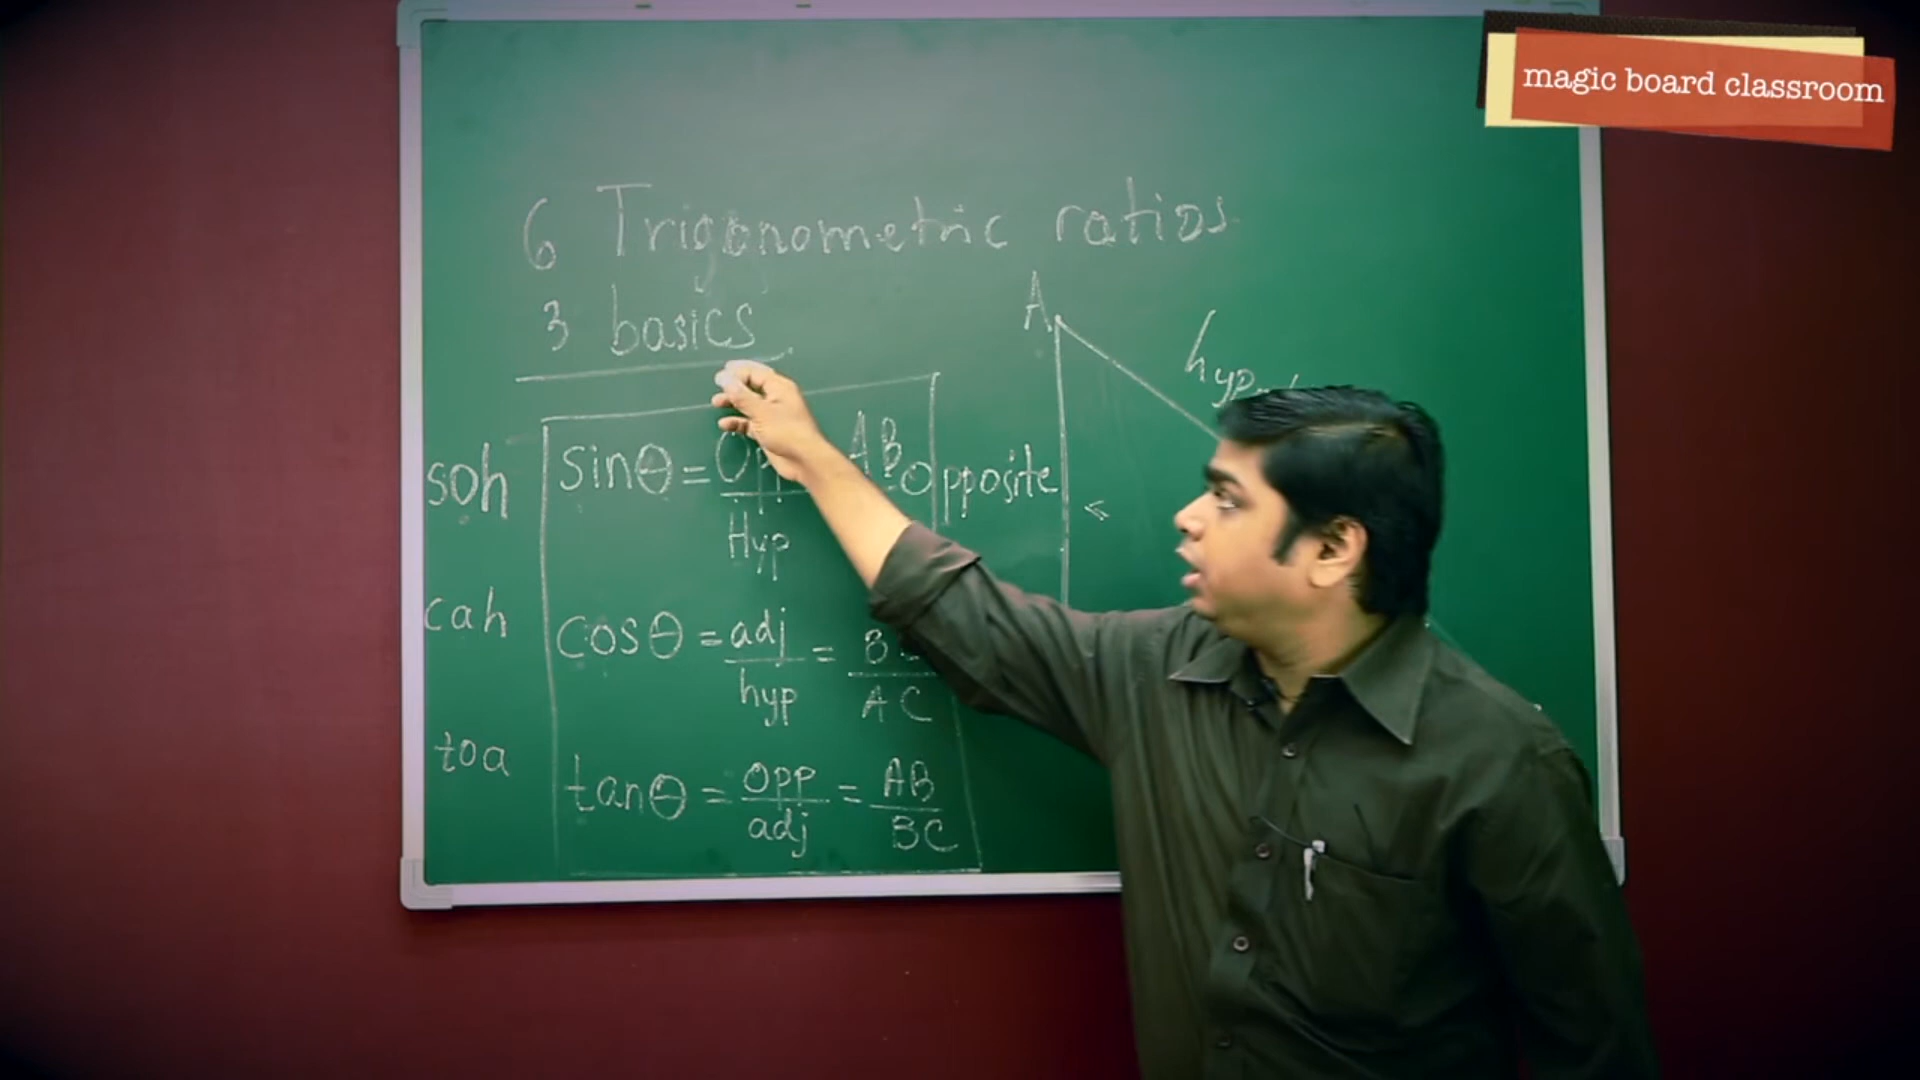 magic board classroom
6 Trigonometric ratios
3 basics
A
hyp
soh sinθ = Opp AB Opposite
Hyp
cah cosθ = adj = B
hyp AC
toa tanθ = opp = AB
adj BC